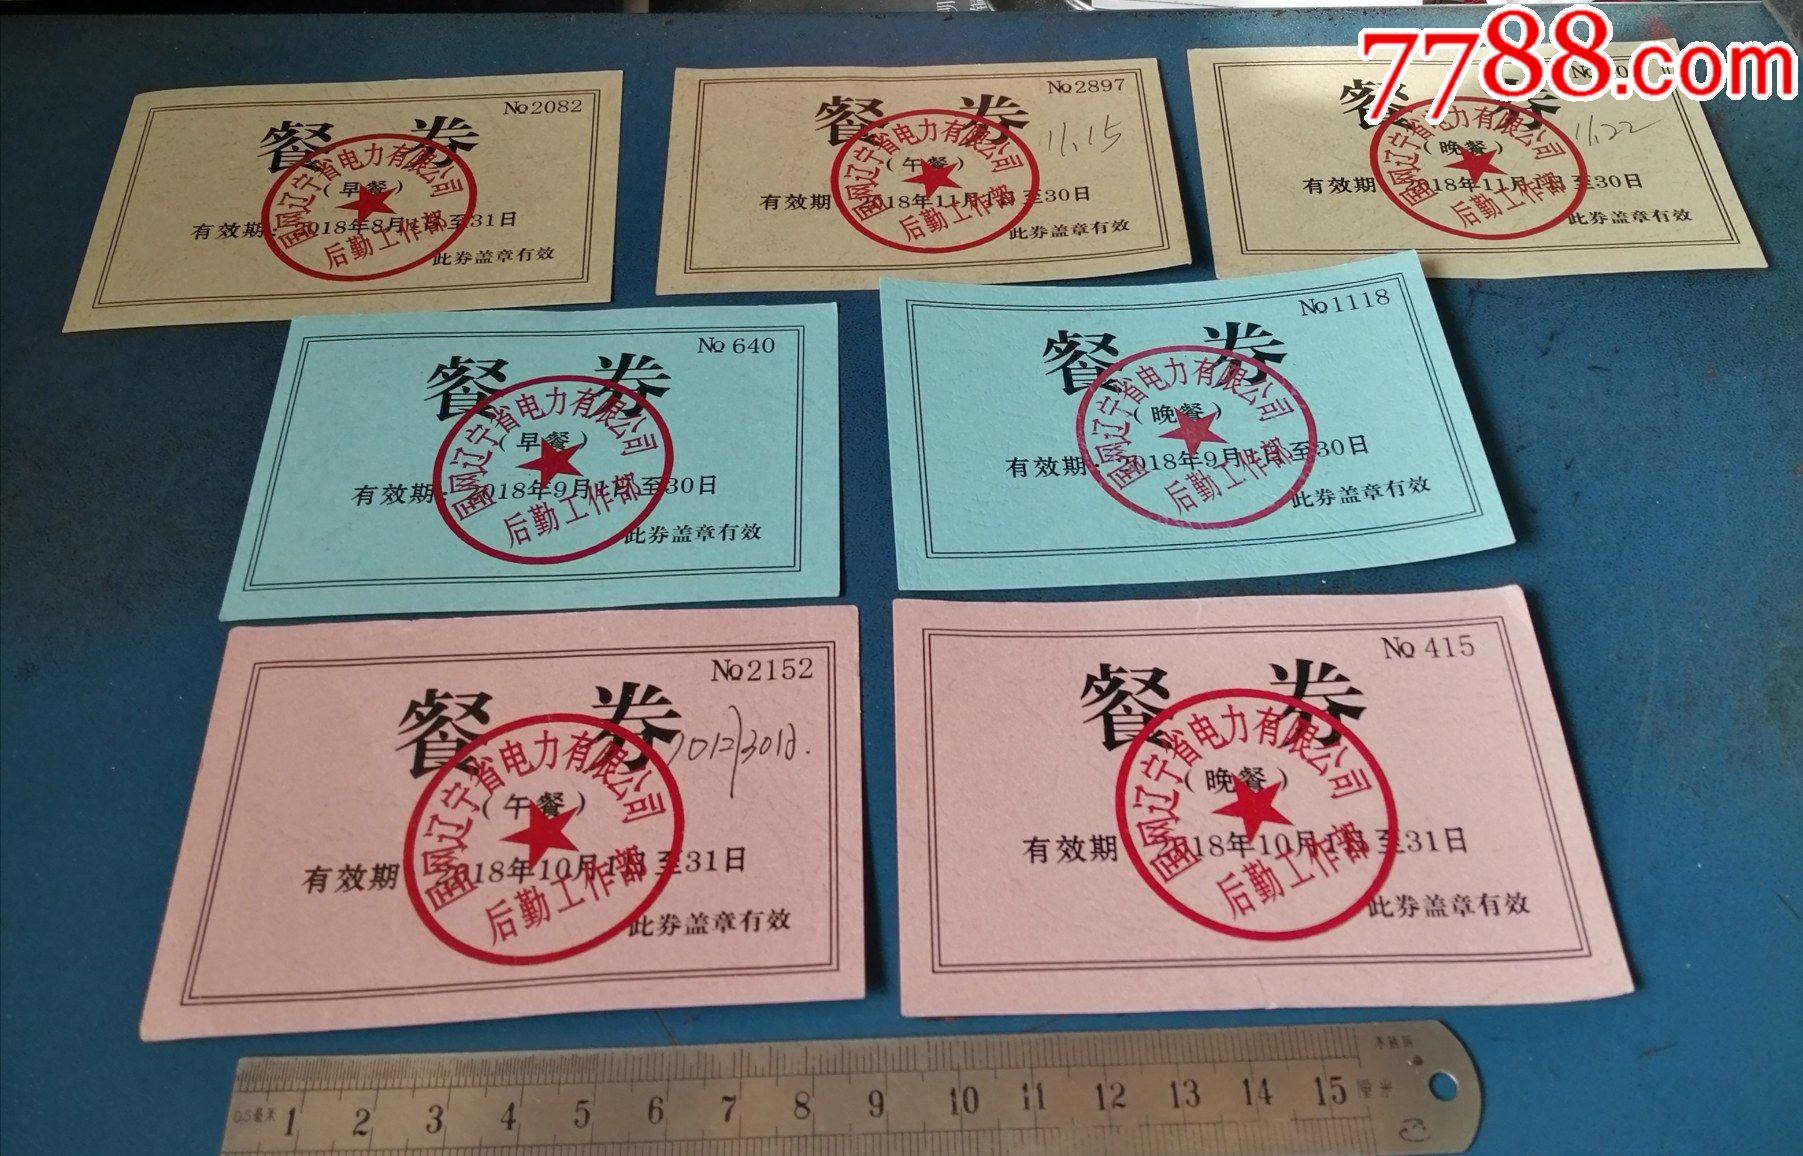 7788.com
No2082
餐 券
(早餐)
有效期:2018年8月1日至31日
此券盖章有效
国网辽宁省电力有限公司
后勤工作部
No2897
餐 券
11.15
(午餐)
有效期 2018年11月1日至30日
此券盖章有效
国网辽宁省电力有限公司
后勤工作部
餐 券
11.22
(晚餐)
有效期 2018年11月1日至30日
此券盖章有效
国网辽宁省电力有限公司
后勤工作部
No 640
餐 券
(早餐)
有效期:2018年9月1日至30日
此券盖章有效
国网辽宁省电力有限公司
后勤工作部
No1118
餐 券
(晚餐)
有效期:2018年9月1日至30日
此券盖章有效
国网辽宁省电力有限公司
后勤工作部
No2152
餐 券
(午餐)
有效期 2018年10月1日至31日
此券盖章有效
国网辽宁省电力有限公司
后勤工作部
No 415
餐 券
(晚餐)
有效期 2018年10月1日至31日
此券盖章有效
国网辽宁省电力有限公司
后勤工作部
0.5毫米 1 2 3 4 5 6 7 8 9 10 11 12 13 14 15 厘米